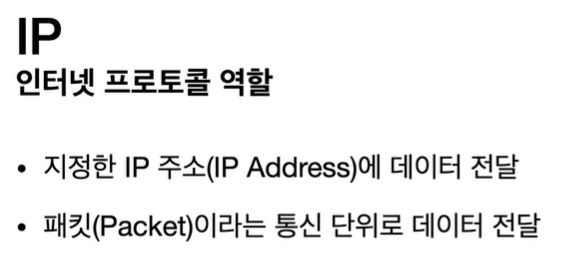 IP
인터넷 프로토콜 역할
• 지정한 IP 주소(IP Address)에 데이터 전달
• 패킷(Packet)이라는 통신 단위로 데이터 전달